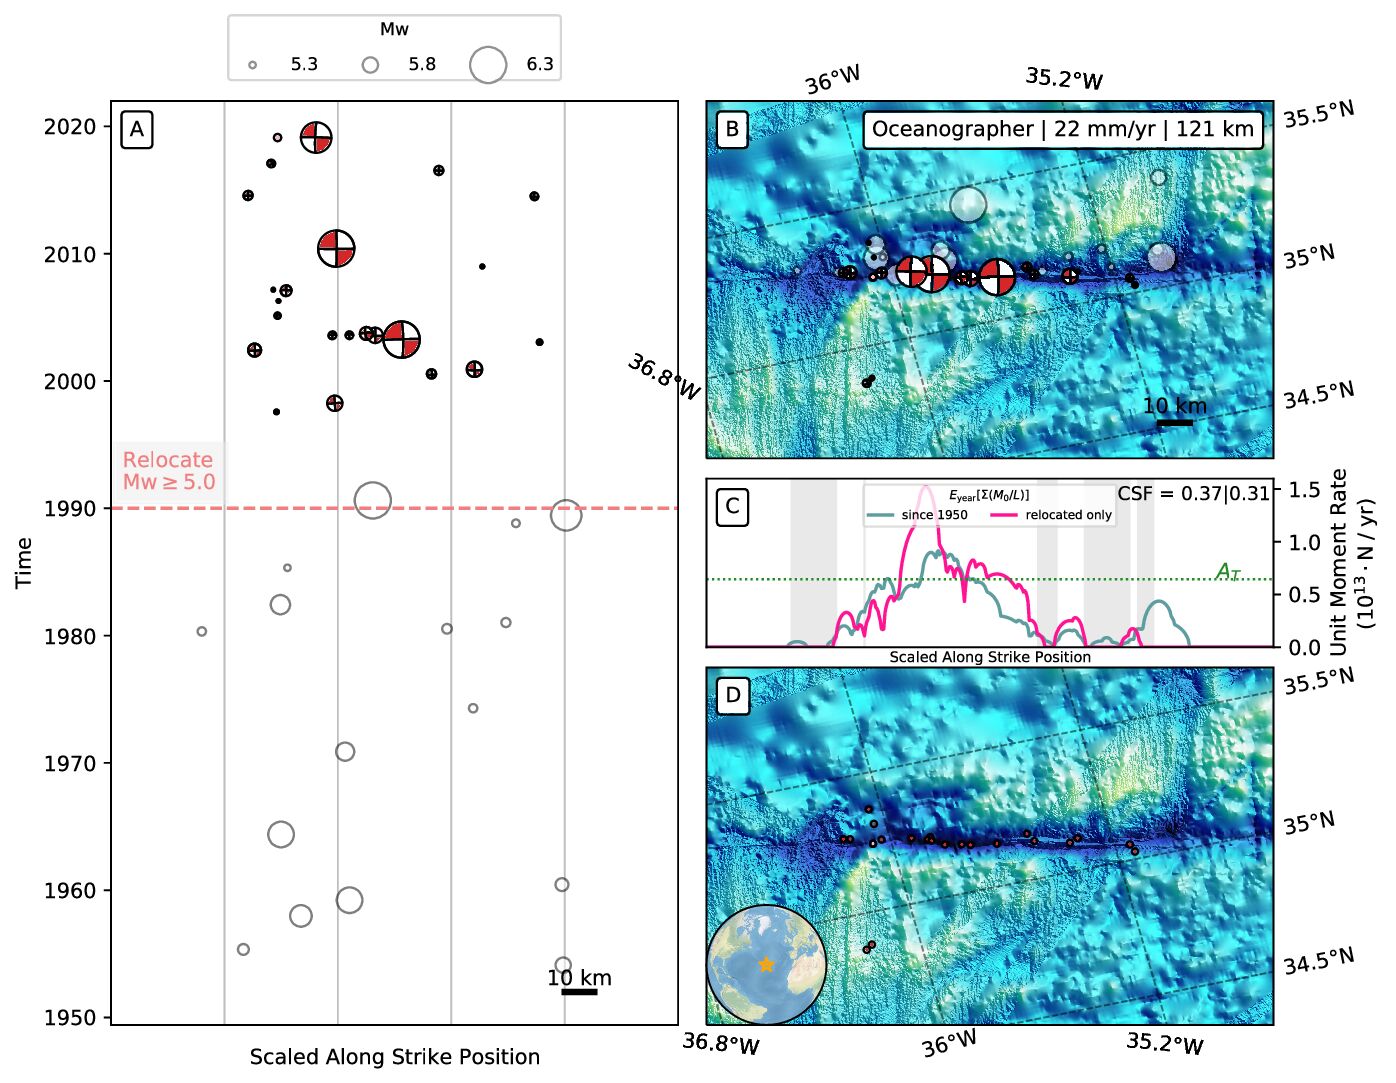 Mw
5.3 5.8 6.3
A
2020
2010
2000
1990
1980
1970
1960
1950
Time
Relocate
Mw ≥ 5.0
10 km
Scaled Along Strike Position
36°W 35.2°W
B
Oceanographer | 22 mm/yr | 121 km
35.5°N
35°N
34.5°N
36.8°W
10 km
C
E_year[Σ(M₀/L)]
since 1950 relocated only
CSF = 0.37|0.31
A_T
1.5
1.0
0.5
0.0
Unit Moment Rate
(10¹³ · N / yr)
Scaled Along Strike Position
D
35.5°N
35°N
34.5°N
36.8°W 36°W 35.2°W